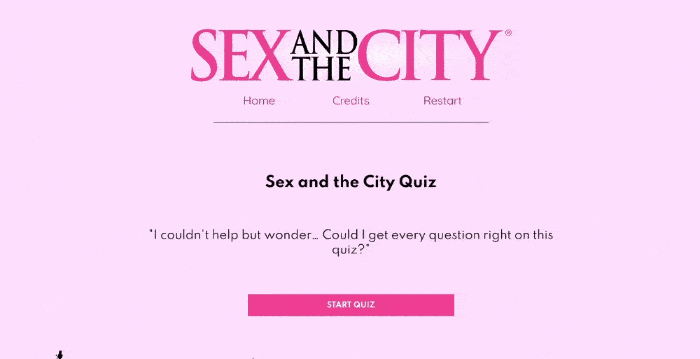 SEX AND THE CITY®
Home Credits Restart
Sex and the City Quiz
"I couldn't help but wonder... Could I get every question right on this
quiz?"
START QUIZ